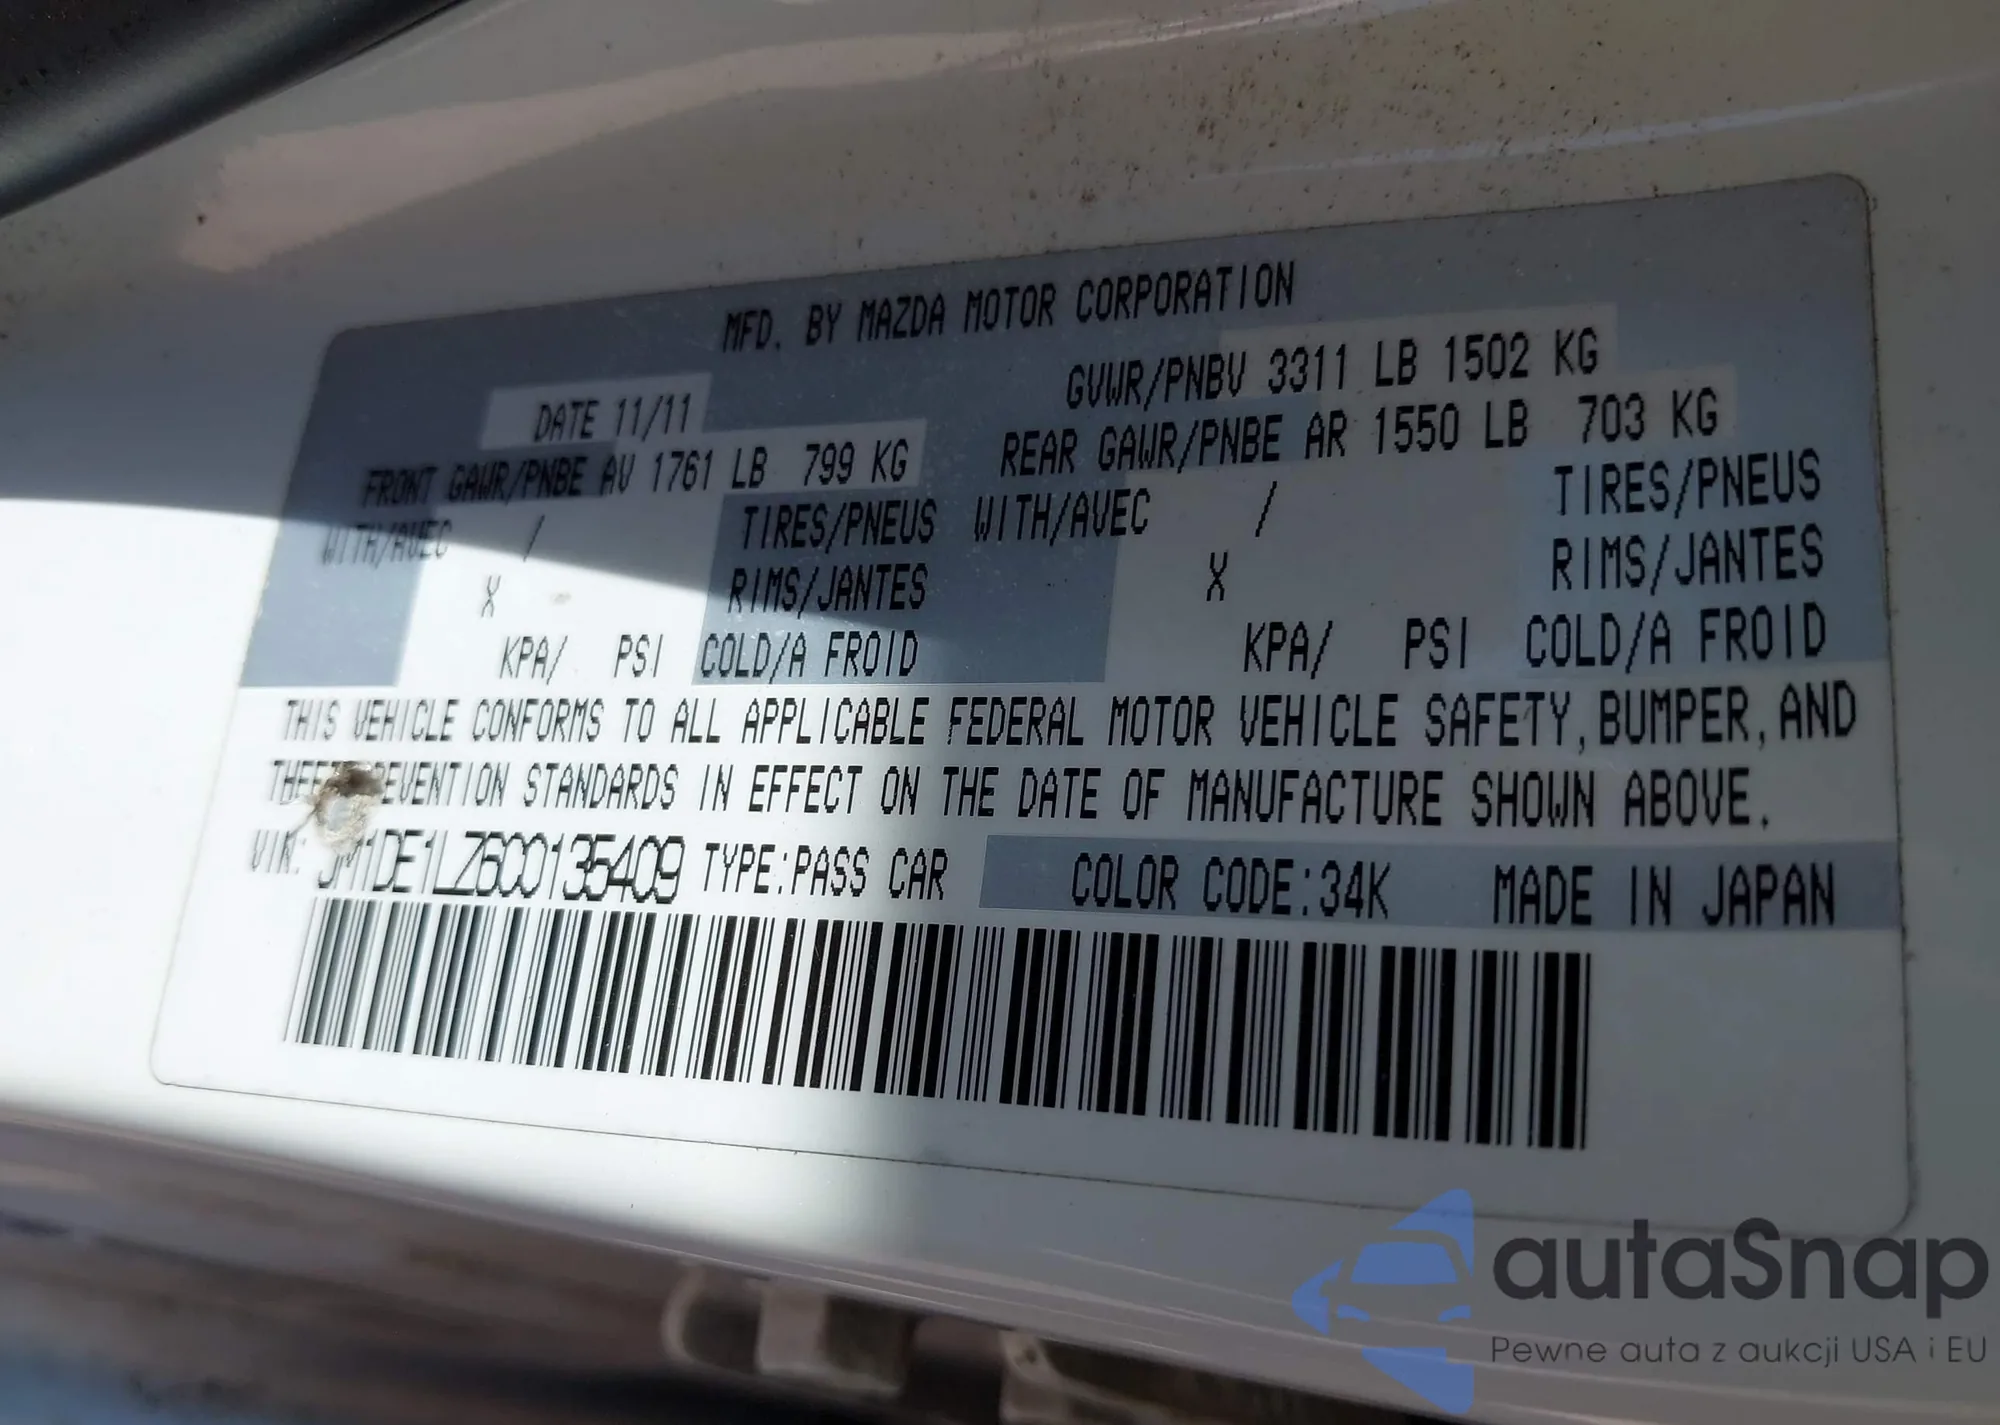 MFD. BY MAZDA MOTOR CORPORATION
DATE 11/11 GVWR/PNBV 3311 LB 1502 KG
FRONT GAWR/PNBE AV 1761 LB 799 KG REAR GAWR/PNBE AR 1550 LB 703 KG
WITH/AVEC / TIRES/PNEUS WITH/AVEC / TIRES/PNEUS
X RIMS/JANTES X RIMS/JANTES
KPA/ PSI COLD/A FROID KPA/ PSI COLD/A FROID
THIS VEHICLE CONFORMS TO ALL APPLICABLE FEDERAL MOTOR VEHICLE SAFETY, BUMPER, AND
THEFT PREVENTION STANDARDS IN EFFECT ON THE DATE OF MANUFACTURE SHOWN ABOVE.
VIN: JM1DE1LZ6C0135409 TYPE:PASS CAR COLOR CODE:34K MADE IN JAPAN
autaSnap
Pewne auta z aukcji USA i EU